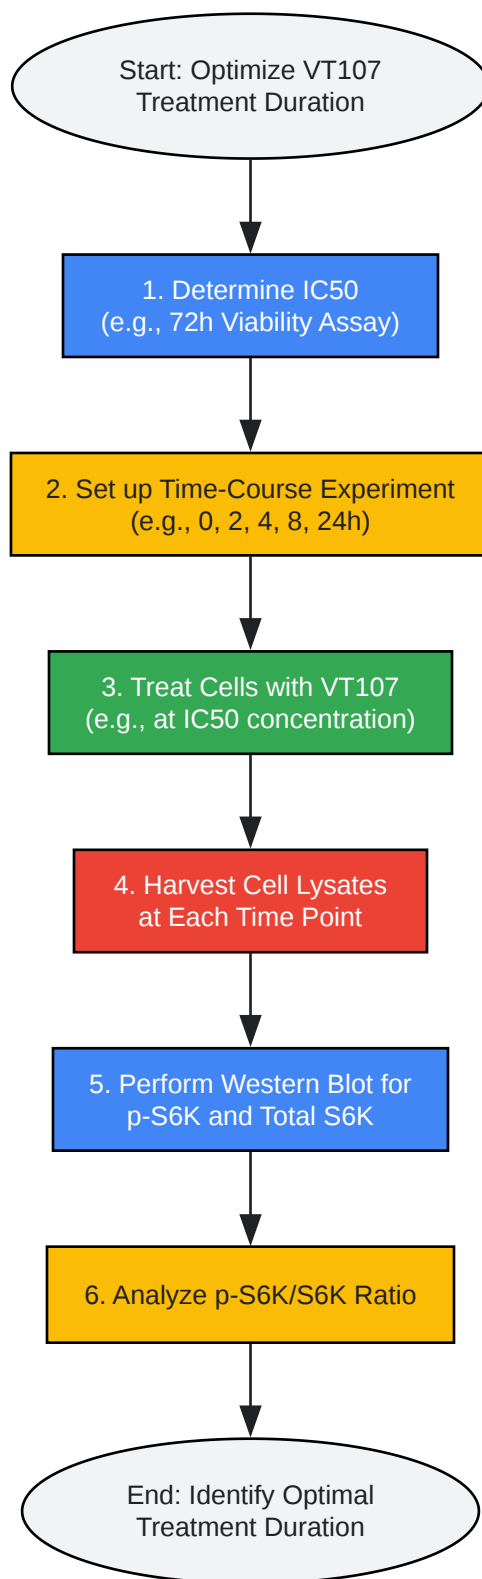 Start: Optimize VT107
Treatment Duration
1. Determine IC50
(e.g., 72h Viability Assay)
2. Set up Time-Course Experiment
(e.g., 0, 2, 4, 8, 24h)
3. Treat Cells with VT107
(e.g., at IC50 concentration)
4. Harvest Cell Lysates
at Each Time Point
5. Perform Western Blot for
p-S6K and Total S6K
6. Analyze p-S6K/S6K Ratio
End: Identify Optimal
Treatment Duration